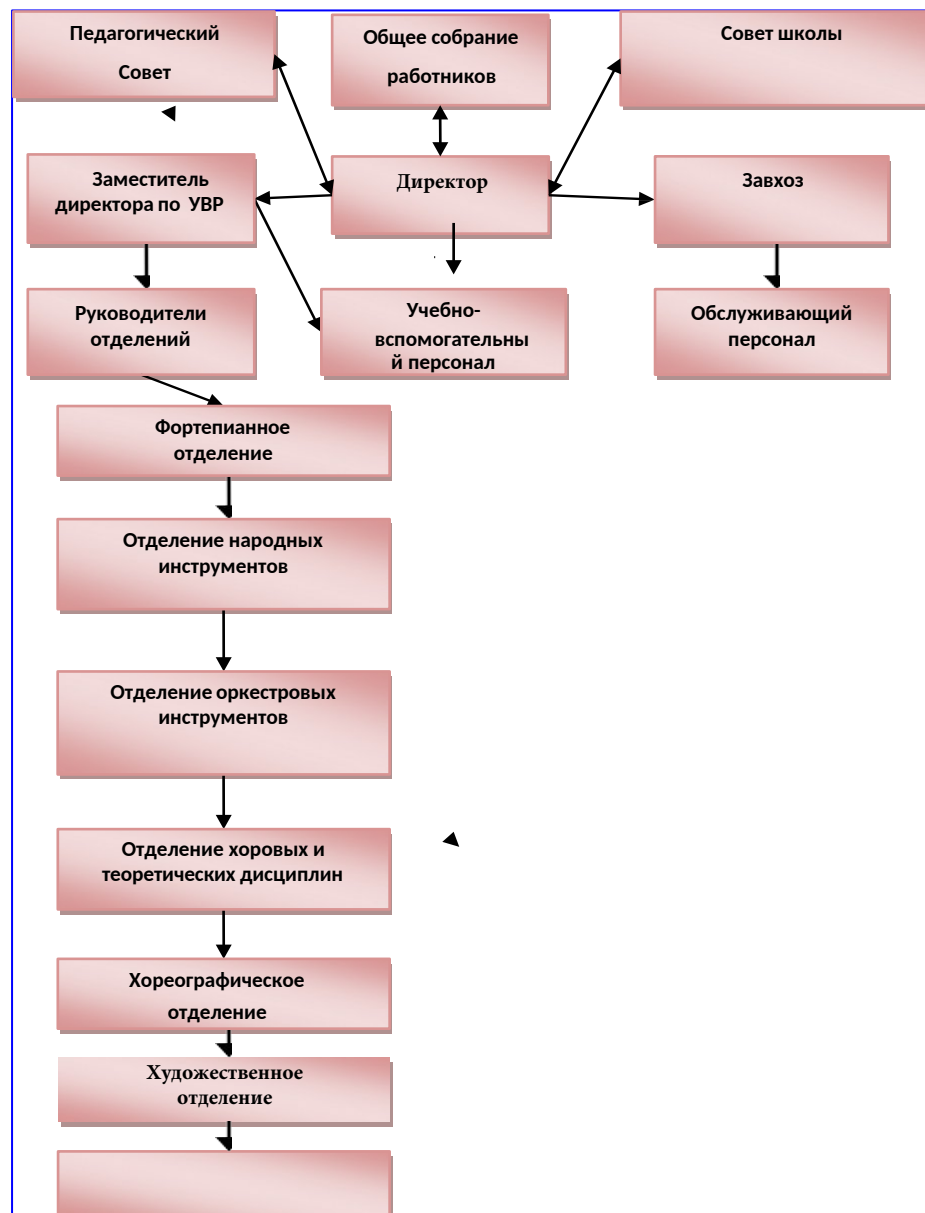 Педагогический
Совет
Общее собрание
работников
Совет школы
Заместитель
директора по УВР
Директор
Завхоз
Руководители
отделений
Учебно-
вспомогательны
й персонал
Обслуживающий
персонал
Фортепианное
отделение
Отделение народных
инструментов
Отделение оркестровых
инструментов
Отделение хоровых и
теоретических дисциплин
Хореографическое
отделение
Художественное
отделение